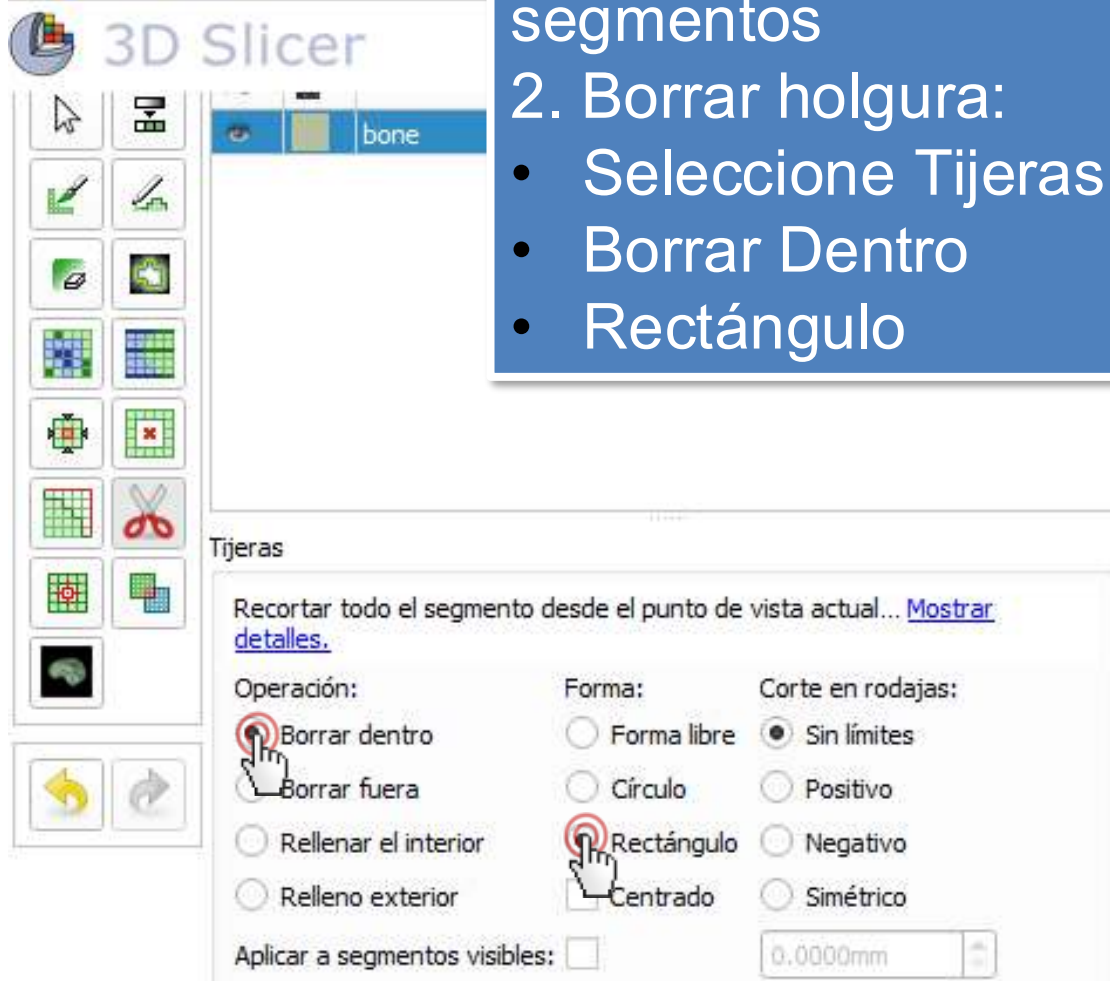 3D Slicer
segmentos
2. Borrar holgura:
• Seleccione Tijeras
• Borrar Dentro
• Rectángulo
bone
Tijeras
Recortar todo el segmento desde el punto de vista actual... Mostrar
detalles.
Operación: Forma: Corte en rodajas:
Borrar dentro Forma libre Sin límites
Borrar fuera Círculo Positivo
Rellenar el interior Rectángulo Negativo
Relleno exterior Centrado Simétrico
Aplicar a segmentos visibles: 0.0000mm